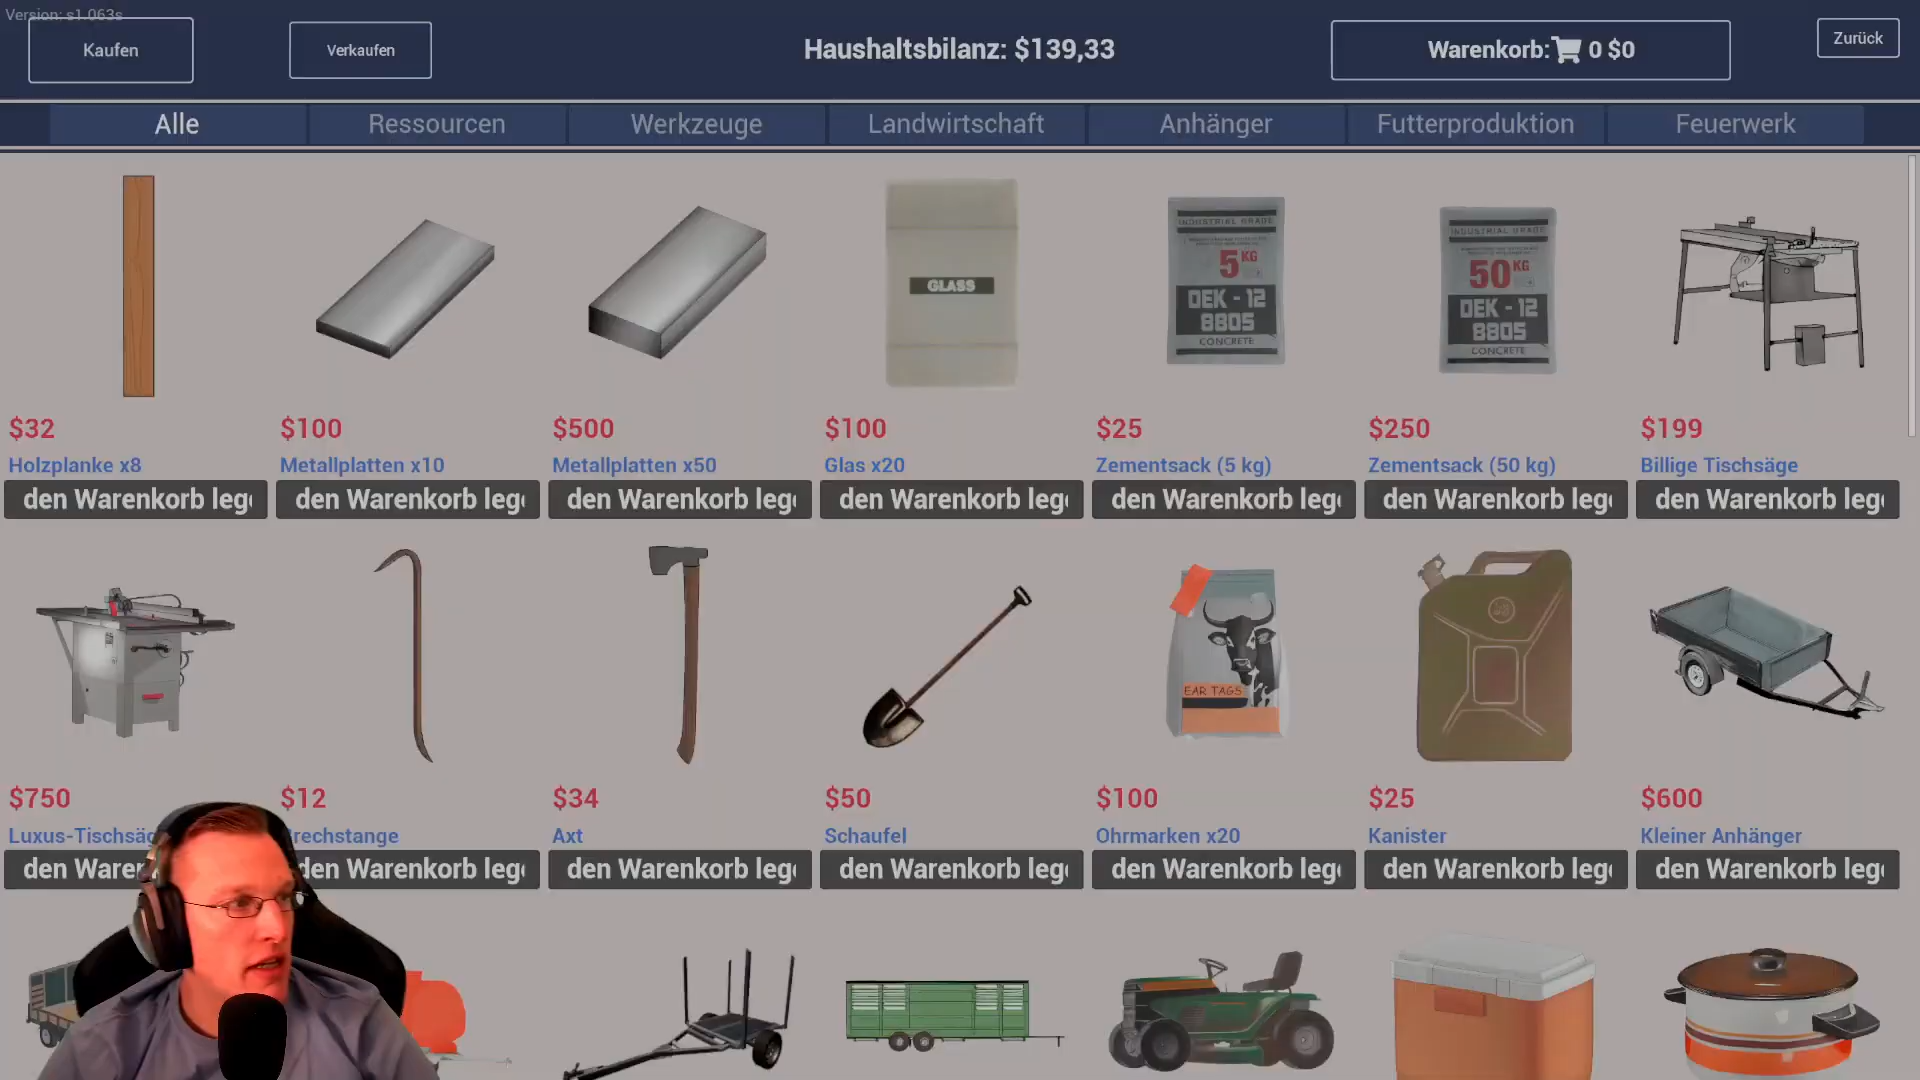 Version: s1.063s
Kaufen
Verkaufen
Haushaltsbilanz: $139,33
Warenkorb: 0 $0
Zurück
Alle
Ressourcen
Werkzeuge
Landwirtschaft
Anhänger
Futterproduktion
Feuerwerk
GLASS
INDUSTRIAL GRADE
5 KG
DEK - 12
8805
CONCRETE
INDUSTRIAL GRADE
50 KG
DEK - 12
8805
CONCRETE
$32
$100
$500
$100
$25
$250
$199
Holzplanke x8
Metallplatten x10
Metallplatten x50
Glas x20
Zementsack (5 kg)
Zementsack (50 kg)
Billige Tischsäge
den Warenkorb leg
den Warenkorb leg
den Warenkorb leg
den Warenkorb leg
den Warenkorb leg
den Warenkorb leg
den Warenkorb leg
EAR TAGS
$750
$12
$34
$50
$100
$25
$600
Luxus-Tischsäg
rechstange
Axt
Schaufel
Ohrmarken x20
Kanister
Kleiner Anhänger
den Waren
den Warenkorb leg
den Warenkorb leg
den Warenkorb leg
den Warenkorb leg
den Warenkorb leg
den Warenkorb leg